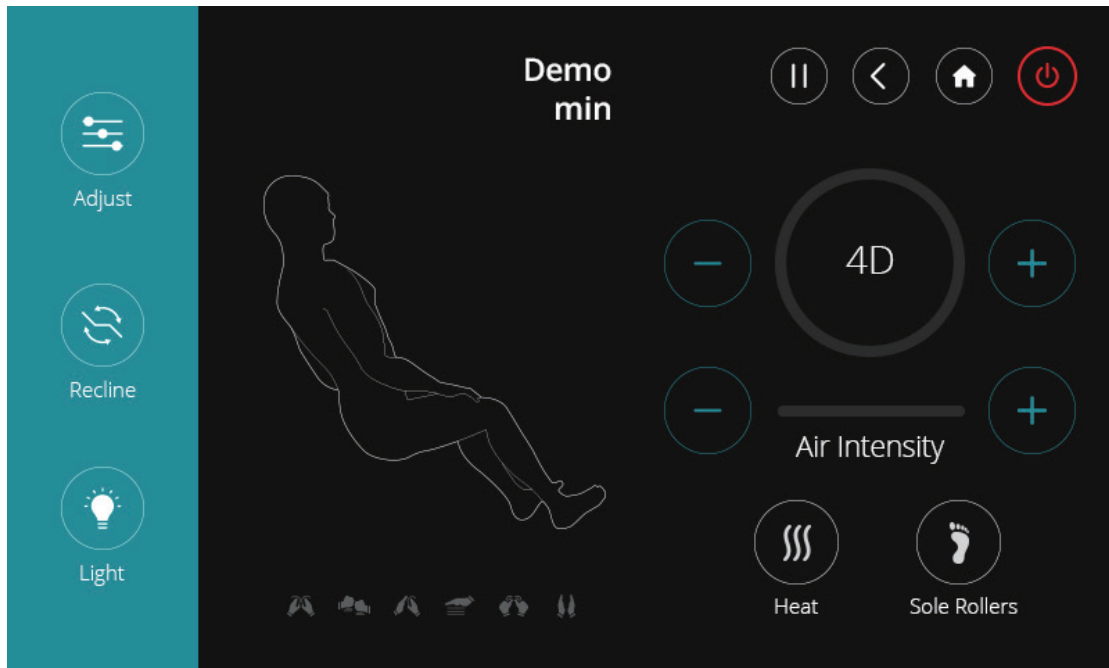 Demo
min
Adjust
4D
Recline
Air Intensity
Light
Heat
Sole Rollers